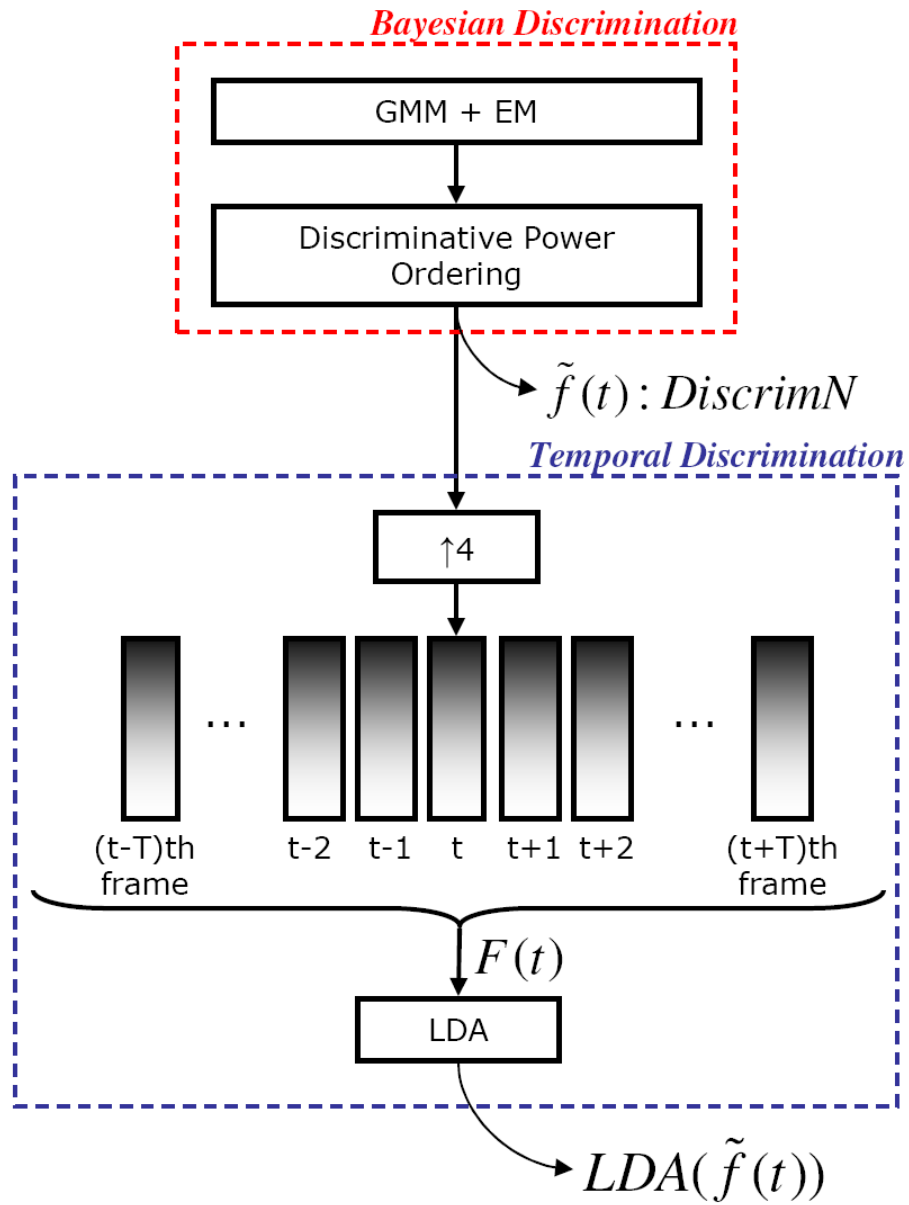 Bayesian Discrimination
GMM + EM
Discriminative Power
Ordering
f̃(t) : DiscrimN
Temporal Discrimination
↑4
... ...
(t-T)th t-2 t-1 t t+1 t+2 (t+T)th
frame frame
F(t)
LDA
LDA(f̃(t))